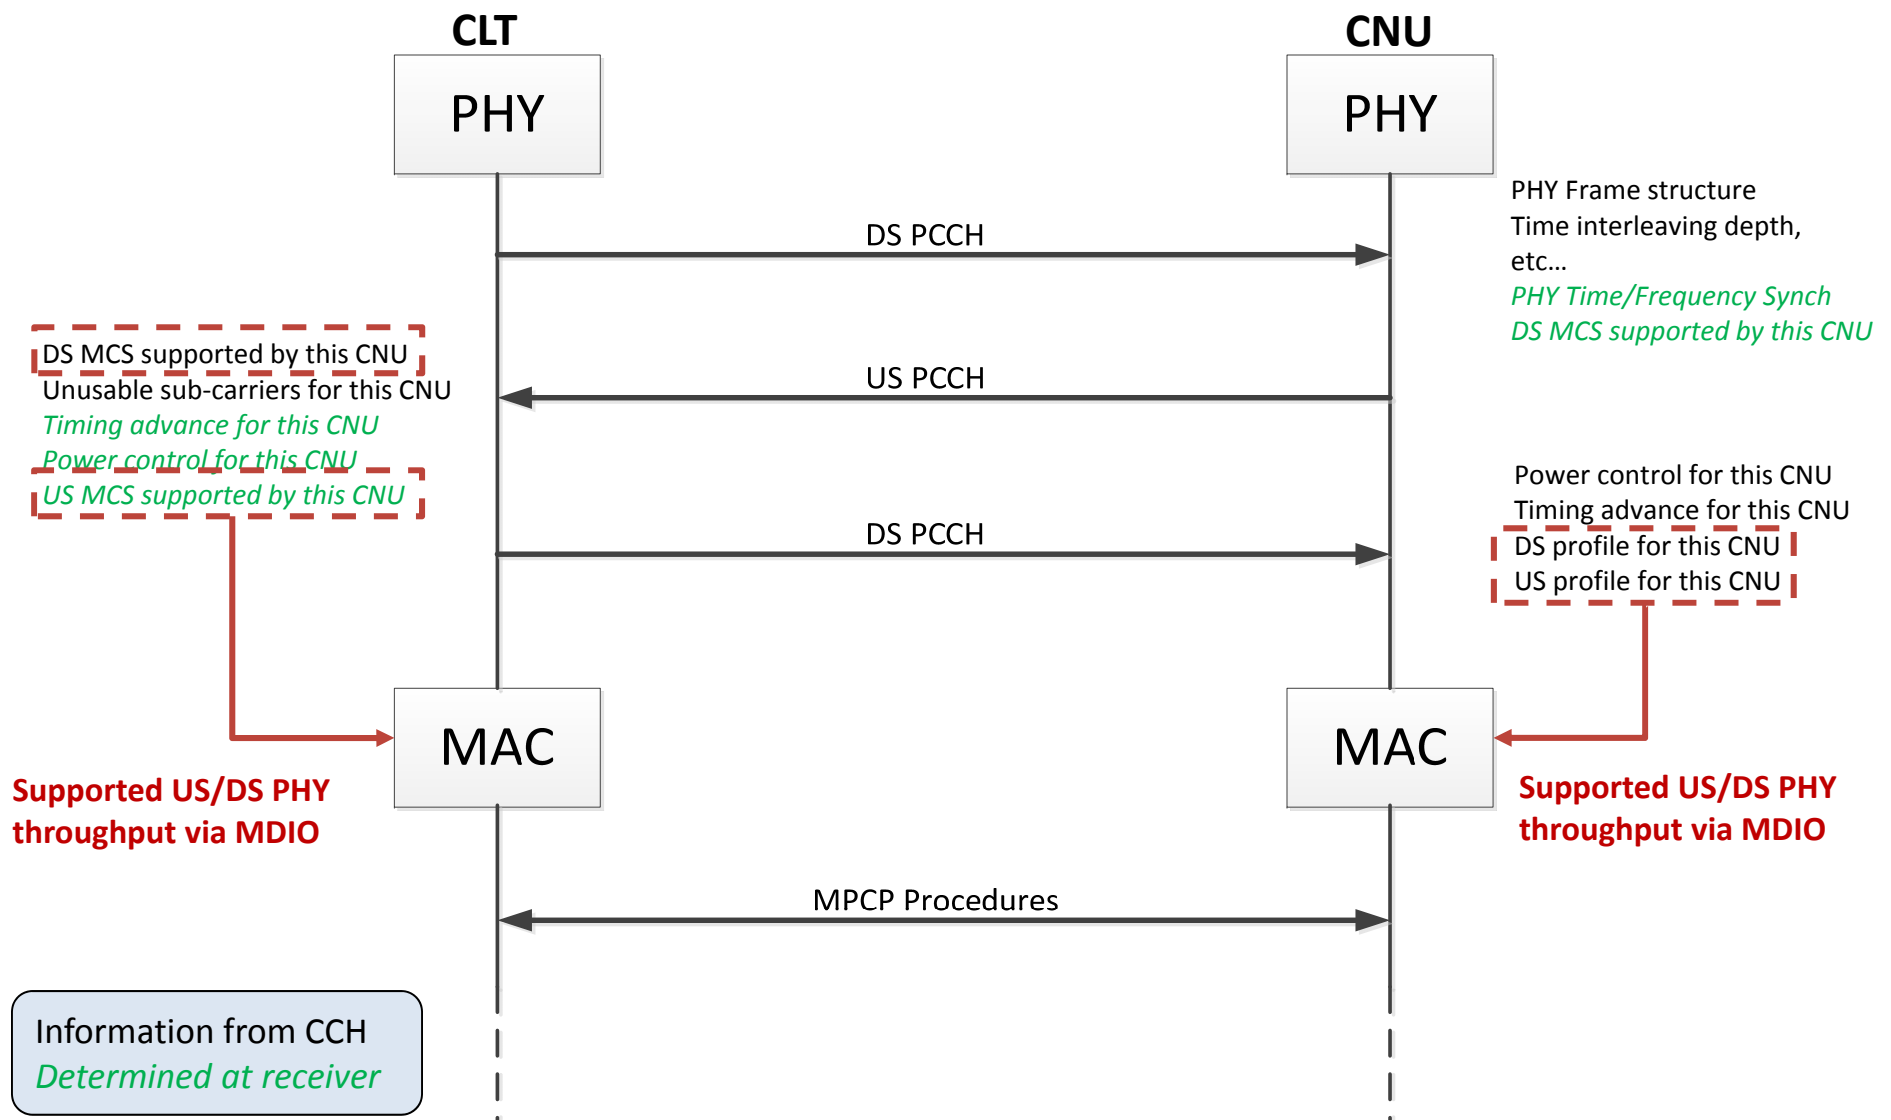 CLT
CNU
PHY
PHY
PHY Frame structure
Time interleaving depth,
etc...
PHY Time/Frequency Synch
DS MCS supported by this CNU
DS PCCH
DS MCS supported by this CNU
Unusable sub-carriers for this CNU
Timing advance for this CNU
Power control for this CNU
US MCS supported by this CNU
US PCCH
Power control for this CNU
Timing advance for this CNU
DS profile for this CNU
US profile for this CNU
DS PCCH
MAC
MAC
Supported US/DS PHY
throughput via MDIO
Supported US/DS PHY
throughput via MDIO
MPCP Procedures
Information from CCH
Determined at receiver